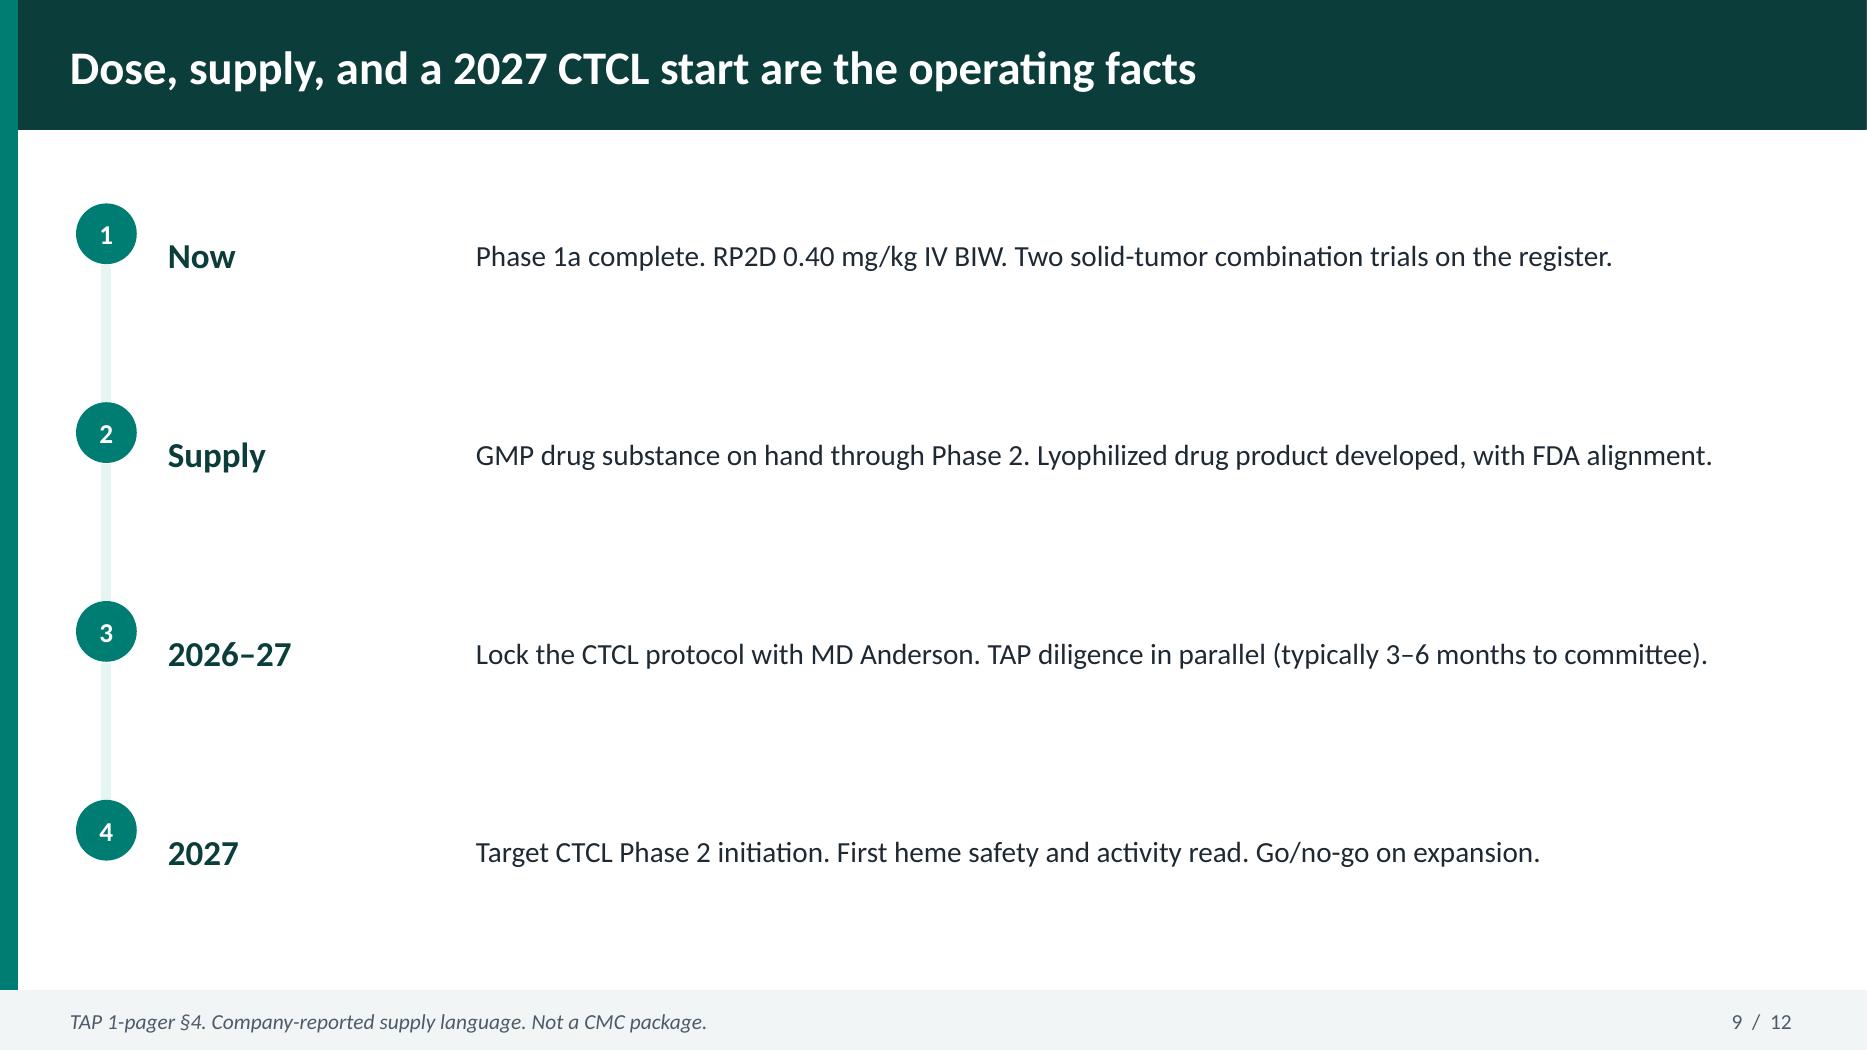 Dose, supply, and a 2027 CTCL start are the operating facts
1
Now
Phase 1a complete. RP2D 0.40 mg/kg IV BIW. Two solid-tumor combination trials on the register.
2
Supply
GMP drug substance on hand through Phase 2. Lyophilized drug product developed, with FDA alignment.
3
2026–27
Lock the CTCL protocol with MD Anderson. TAP diligence in parallel (typically 3–6 months to committee).
4
2027
Target CTCL Phase 2 initiation. First heme safety and activity read. Go/no-go on expansion.
TAP 1-pager §4. Company-reported supply language. Not a CMC package.
9 / 12